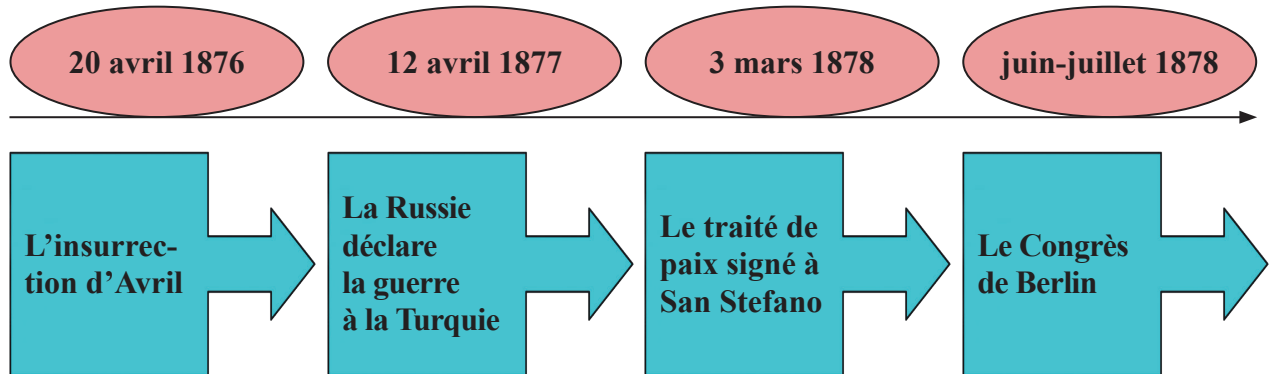 20 avril 1876
12 avril 1877
3 mars 1878
juin-juillet 1878
L’insurrec-
tion d’Avril
La Russie
déclare
la guerre
à la Turquie
Le traité de
paix signé à
San Stefano
Le Congrès
de Berlin